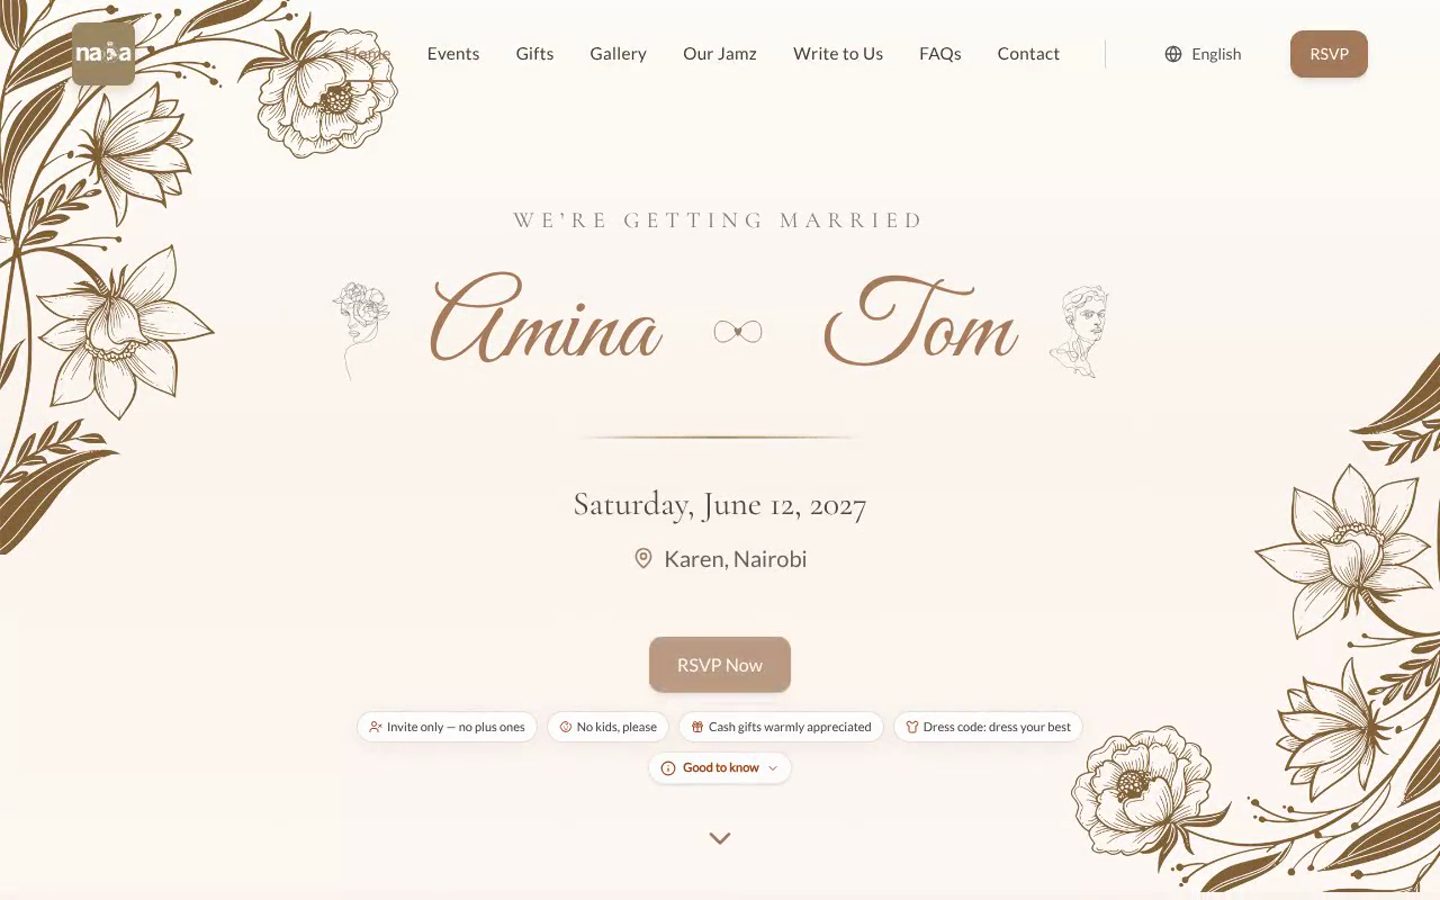 Home Events Gifts Gallery Our Jamz Write to Us FAQs Contact English RSVP
WE'RE GETTING MARRIED
Amina Tom
Saturday, June 12, 2027
Karen, Nairobi
RSVP Now
Invite only — no plus ones No kids, please Cash gifts warmly appreciated Dress code: dress your best
Good to know